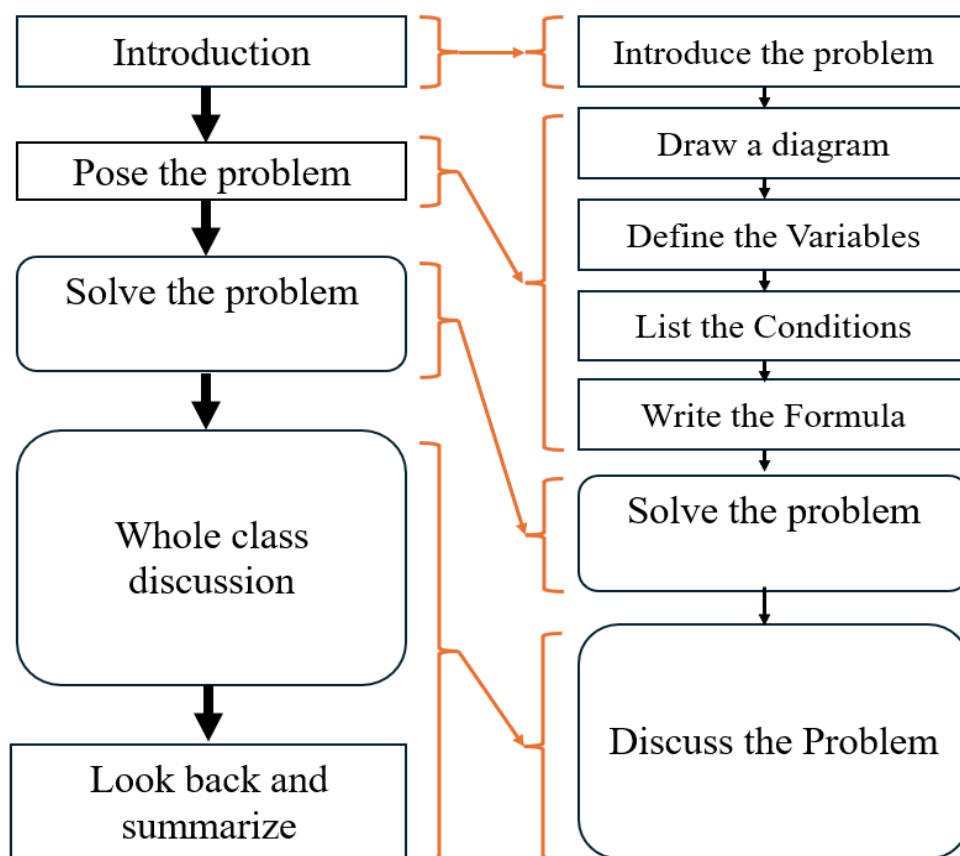 Introduction
Pose the problem
Solve the problem
Whole class
discussion
Look back and
summarize
Introduce the problem
Draw a diagram
Define the Variables
List the Conditions
Write the Formula
Solve the problem
Discuss the Problem